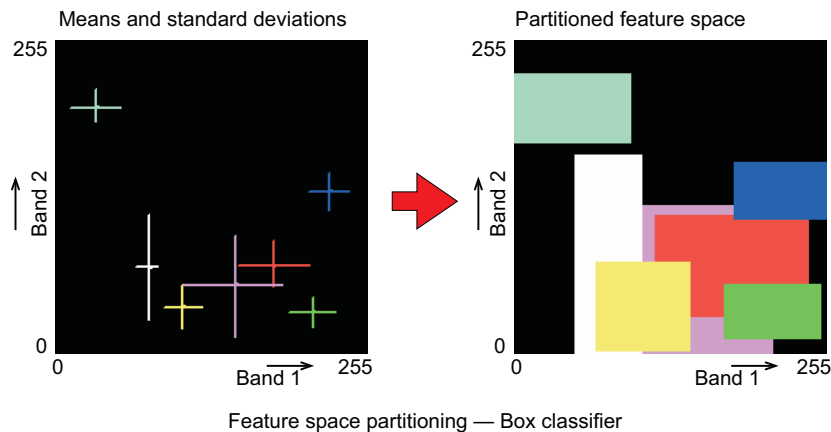 Means and standard deviations
Partitioned feature space
255
255
Band 2
Band 2
0
0
0
255
0
255
Band 1
Band 1
Feature space partitioning — Box classifier